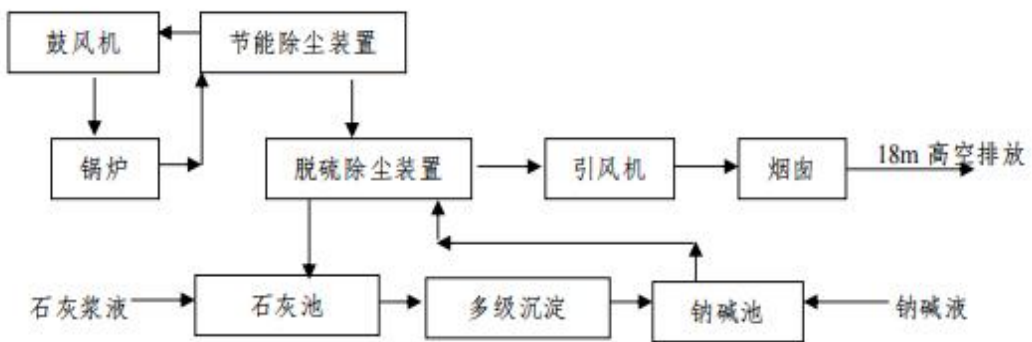 鼓风机
节能除尘装置
锅炉
脱硫除尘装置
引风机
烟囱
18m 高空排放
石灰浆液
石灰池
多级沉淀
钠碱池
钠碱液